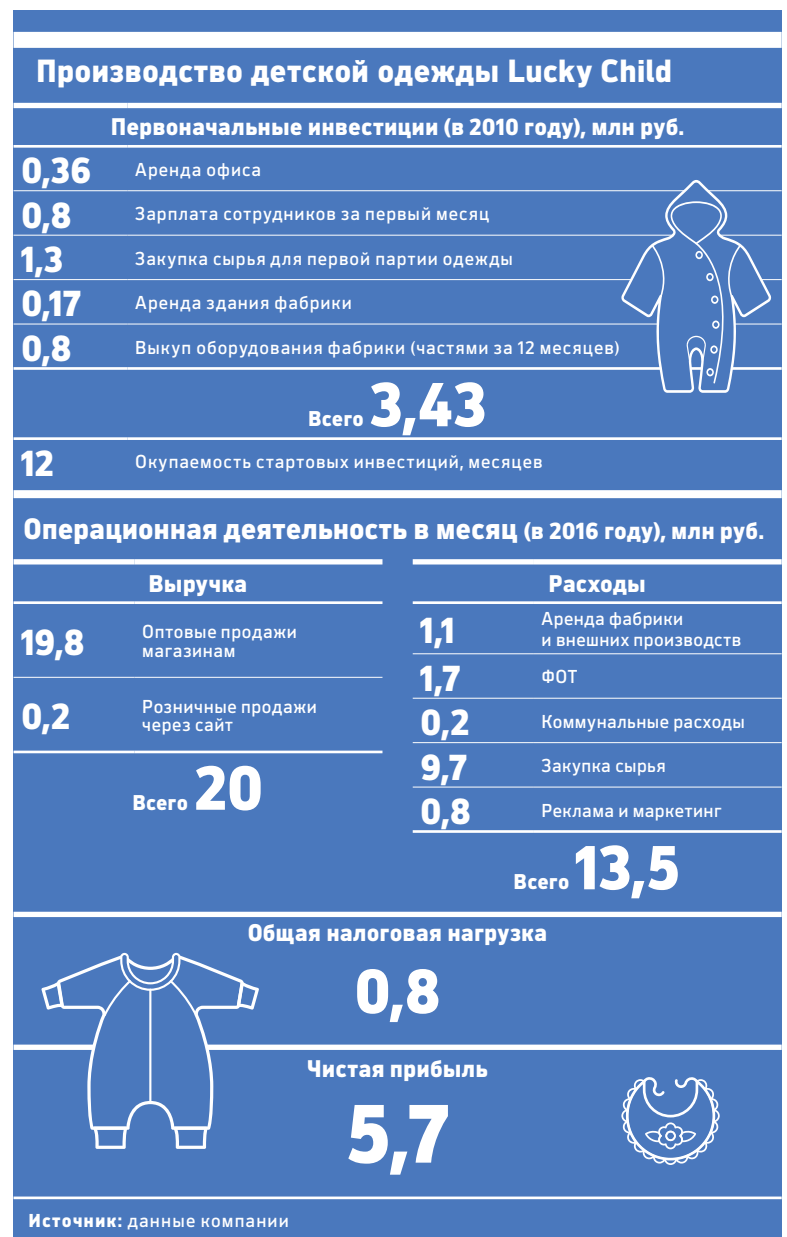 Производство детской одежды Lucky Child
Первоначальные инвестиции (в 2010 году), млн руб.
0,36 Аренда офиса
0,8 Зарплата сотрудников за первый месяц
1,3 Закупка сырья для первой партии одежды
0,17 Аренда здания фабрики
0,8 Выкуп оборудования фабрики (частями за 12 месяцев)
Всего 3,43
12 Окупаемость стартовых инвестиций, месяцев
Операционная деятельность в месяц (в 2016 году), млн руб.
Выручка
19,8 Оптовые продажи
магазинам
0,2 Розничные продажи
через сайт
Всего 20
Расходы
1,1 Аренда фабрики
и внешних производств
1,7 ФОТ
0,2 Коммунальные расходы
9,7 Закупка сырья
0,8 Реклама и маркетинг
Всего 13,5
Общая налоговая нагрузка
0,8
Чистая прибыль
5,7
Источник: данные компании